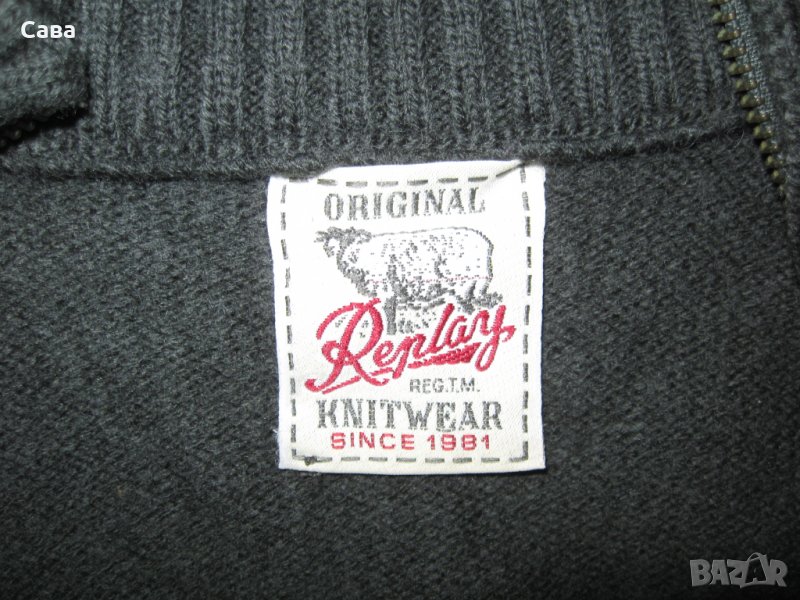 Сава
ORIGINAL
Replay
REG.T.M.
KNITWEAR
SINCE 1981
BAZAR